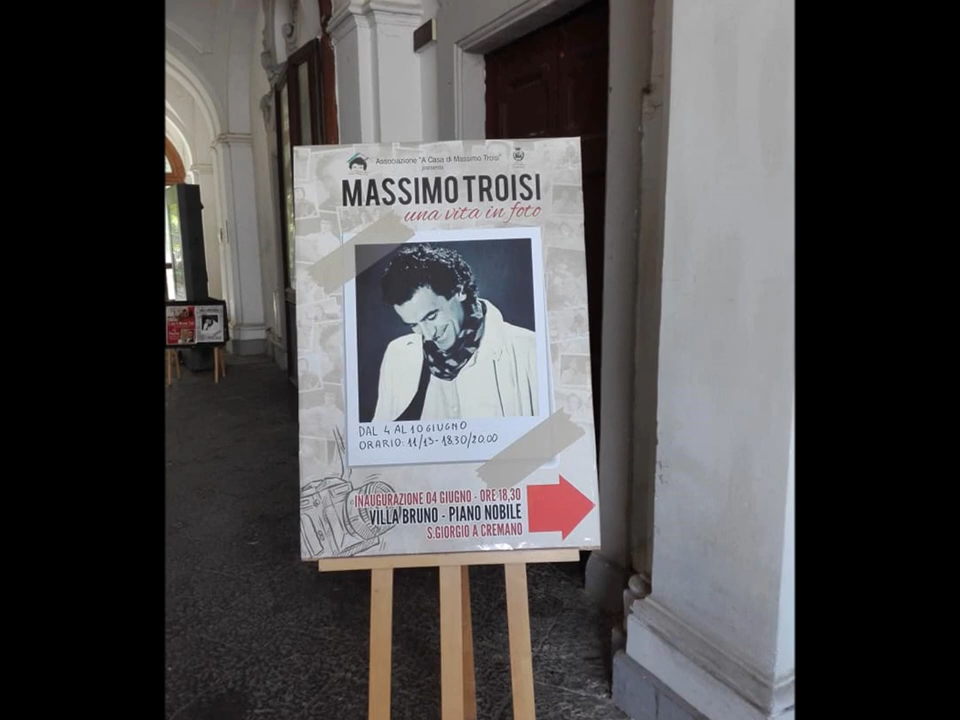 Associazione "A Casa di Massimo Troisi"
presenta
MASSIMO TROISI
una vita in foto
DAL 4 AL 10 GIUGNO
ORARIO: 11/13-18.30/20.00
INAUGURAZIONE 04 GIUGNO - ORE 18,30
VILLA BRUNO - PIANO NOBILE
S.GIORGIO A CREMANO